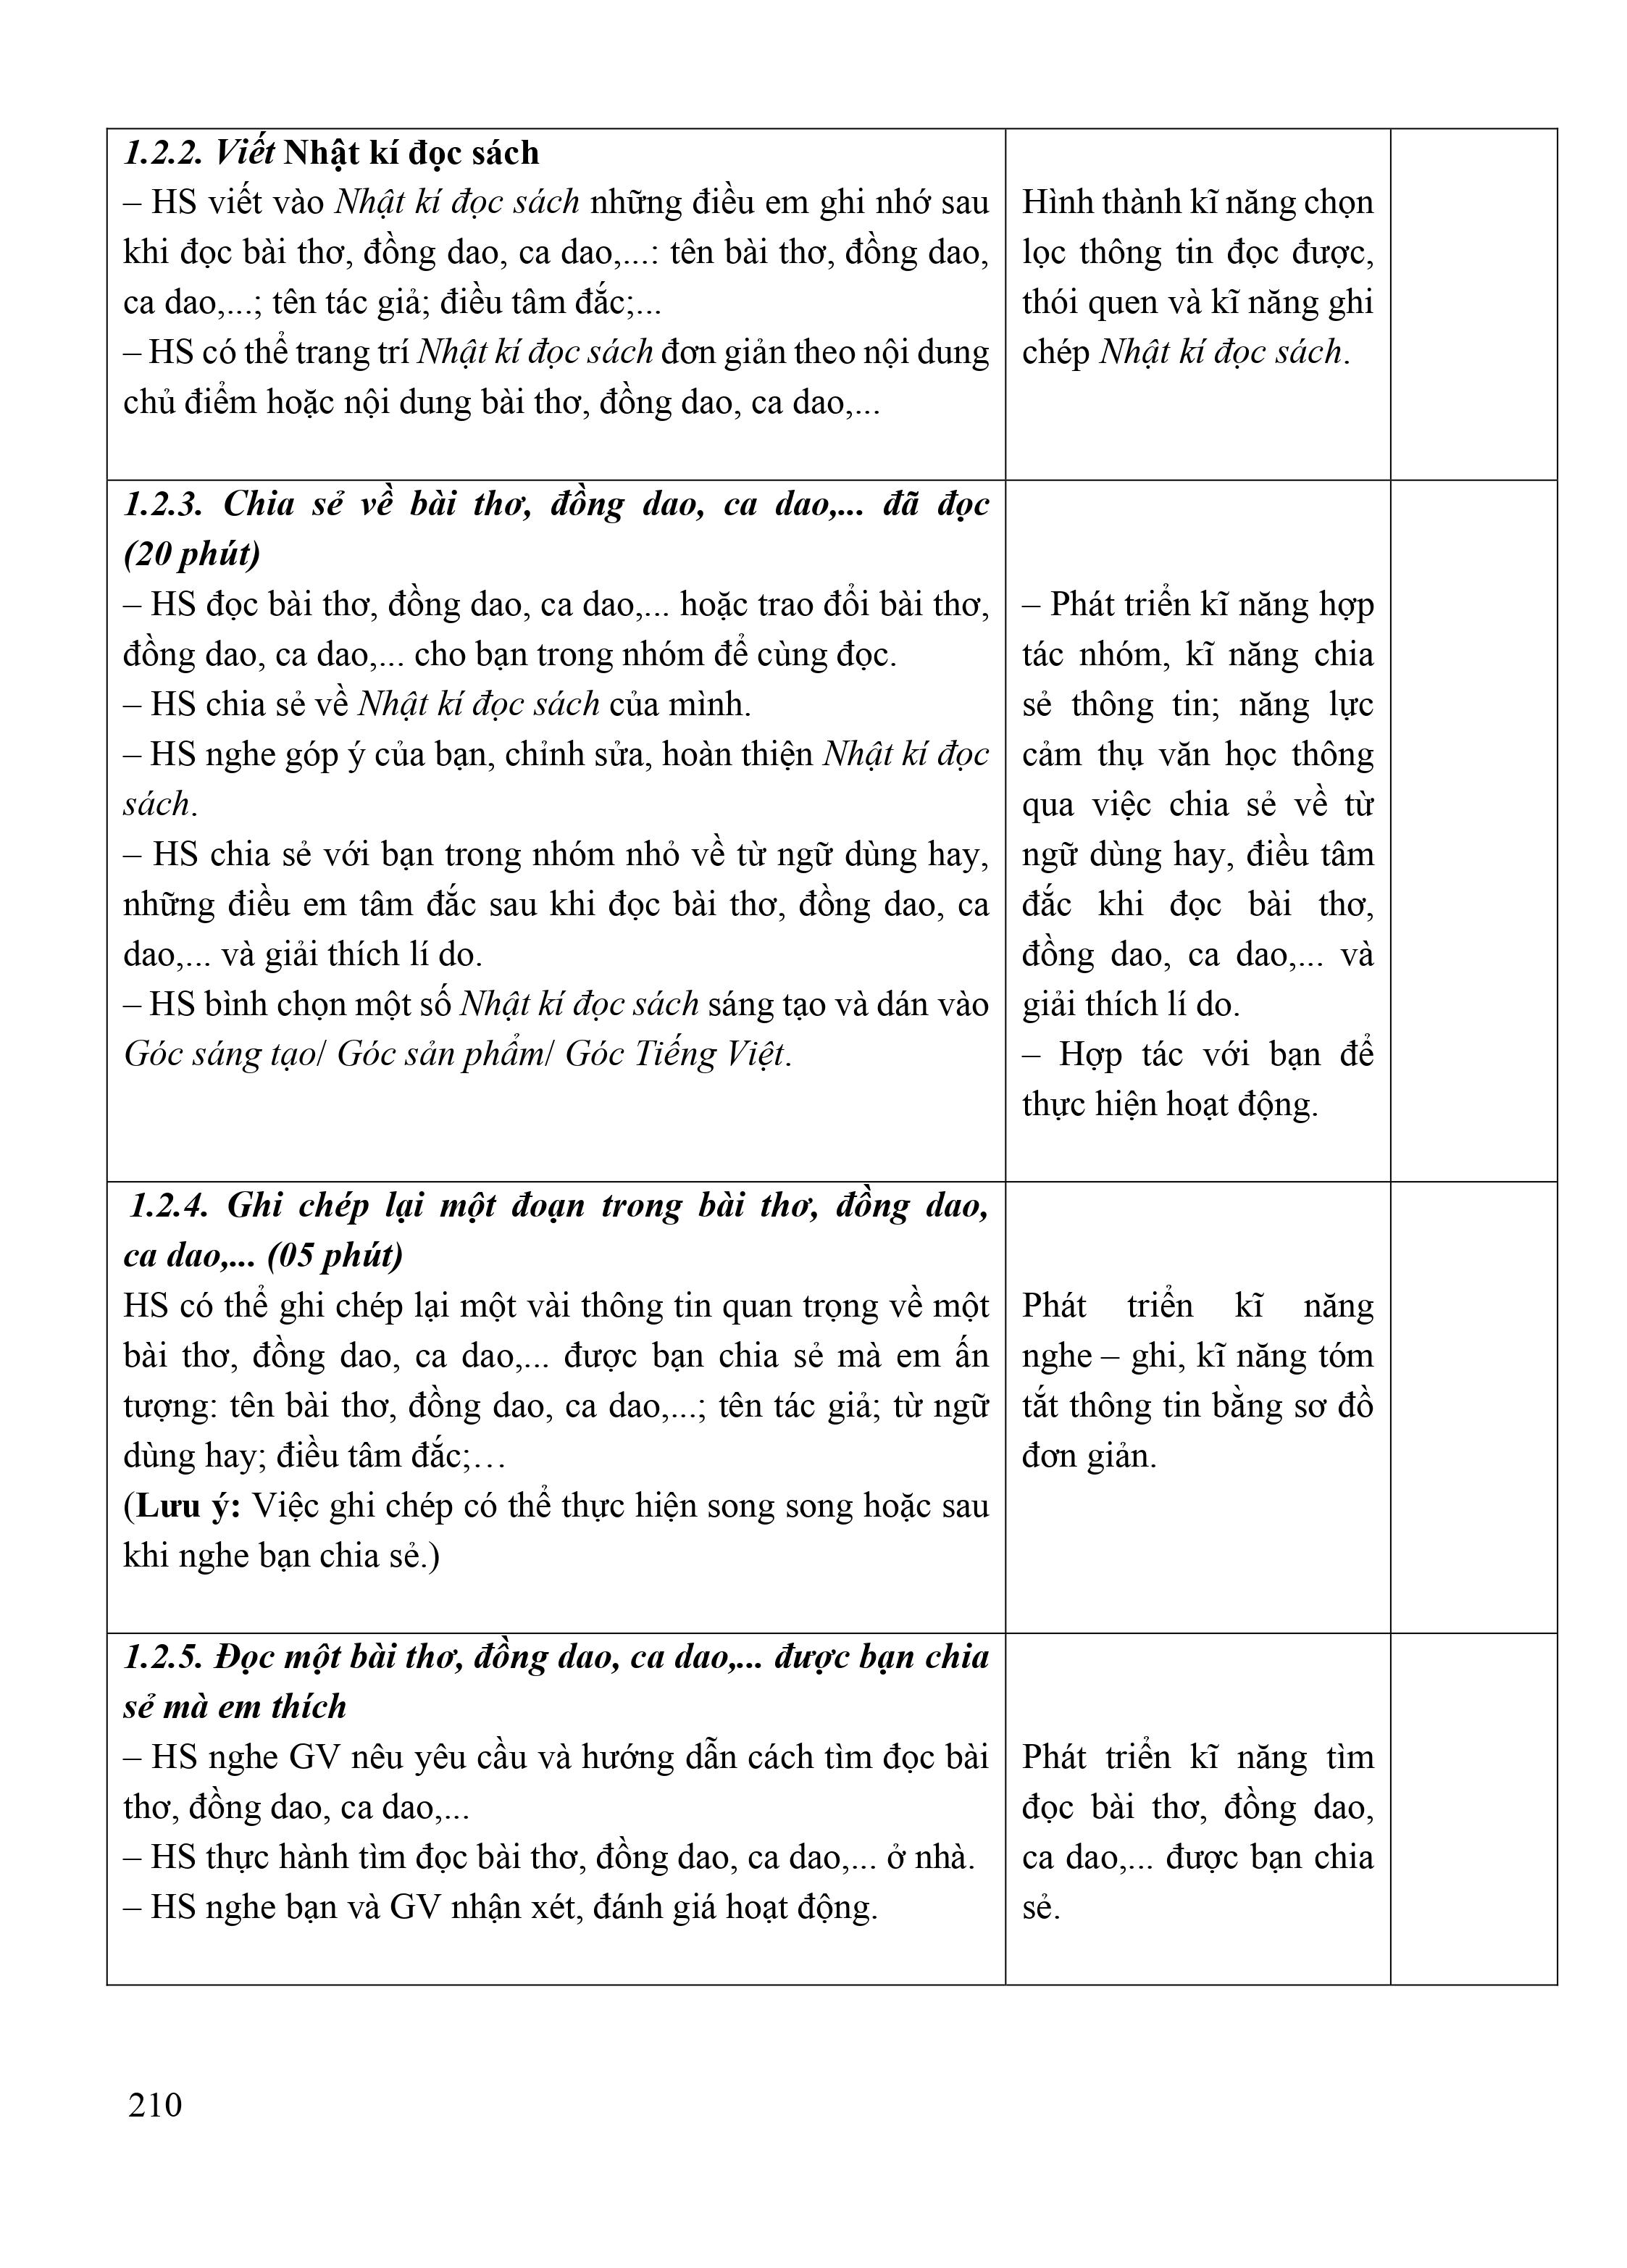 1.2.2. Viết Nhật kí đọc sách
– HS viết vào Nhật kí đọc sách những điều em ghi nhớ sau
khi đọc bài thơ, đồng dao, ca dao,...: tên bài thơ, đồng dao,
ca dao,...; tên tác giả; điều tâm đắc;...
– HS có thể trang trí Nhật kí đọc sách đơn giản theo nội dung
chủ điểm hoặc nội dung bài thơ, đồng dao, ca dao,...
Hình thành kĩ năng chọn
lọc thông tin đọc được,
thói quen và kĩ năng ghi
chép Nhật kí đọc sách.
1.2.3. Chia sẻ về bài thơ, đồng dao, ca dao,... đã đọc
(20 phút)
– HS đọc bài thơ, đồng dao, ca dao,... hoặc trao đổi bài thơ,
đồng dao, ca dao,... cho bạn trong nhóm để cùng đọc.
– HS chia sẻ về Nhật kí đọc sách của mình.
– HS nghe góp ý của bạn, chỉnh sửa, hoàn thiện Nhật kí đọc
sách.
– HS chia sẻ với bạn trong nhóm nhỏ về từ ngữ dùng hay,
những điều em tâm đắc sau khi đọc bài thơ, đồng dao, ca
dao,... và giải thích lí do.
– HS bình chọn một số Nhật kí đọc sách sáng tạo và dán vào
Góc sáng tạo/ Góc sản phẩm/ Góc Tiếng Việt.
– Phát triển kĩ năng hợp
tác nhóm, kĩ năng chia
sẻ thông tin; năng lực
cảm thụ văn học thông
qua việc chia sẻ về từ
ngữ dùng hay, điều tâm
đắc khi đọc bài thơ,
đồng dao, ca dao,... và
giải thích lí do.
– Hợp tác với bạn để
thực hiện hoạt động.
1.2.4. Ghi chép lại một đoạn trong bài thơ, đồng dao,
ca dao,... (05 phút)
HS có thể ghi chép lại một vài thông tin quan trọng về một
bài thơ, đồng dao, ca dao,... được bạn chia sẻ mà em ấn
tượng: tên bài thơ, đồng dao, ca dao,...; tên tác giả; từ ngữ
dùng hay; điều tâm đắc;…
(Lưu ý: Việc ghi chép có thể thực hiện song song hoặc sau
khi nghe bạn chia sẻ.)
Phát triển kĩ năng
nghe – ghi, kĩ năng tóm
tắt thông tin bằng sơ đồ
đơn giản.
1.2.5. Đọc một bài thơ, đồng dao, ca dao,... được bạn chia
sẻ mà em thích
– HS nghe GV nêu yêu cầu và hướng dẫn cách tìm đọc bài
thơ, đồng dao, ca dao,...
– HS thực hành tìm đọc bài thơ, đồng dao, ca dao,... ở nhà.
– HS nghe bạn và GV nhận xét, đánh giá hoạt động.
Phát triển kĩ năng tìm
đọc bài thơ, đồng dao,
ca dao,... được bạn chia
sẻ.
210